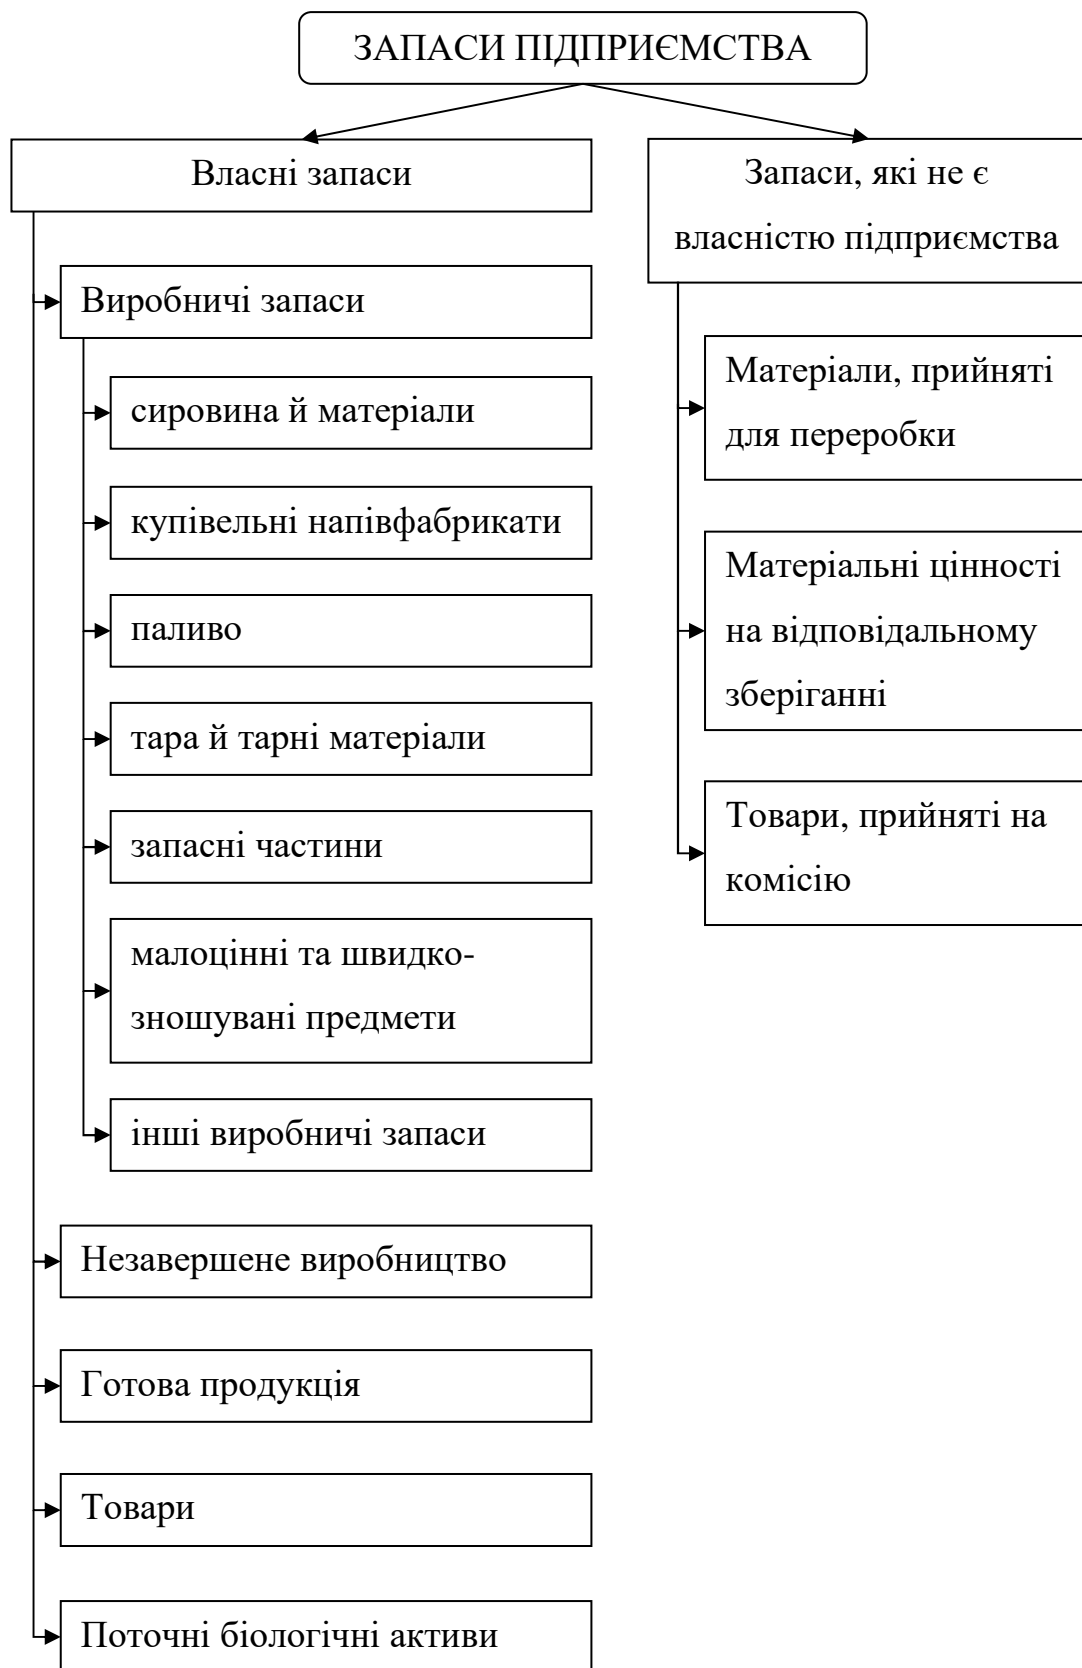 ЗАПАСИ ПІДПРИЄМСТВА
Власні запаси
Виробничі запаси
сировина й матеріали
купівельні напівфабрикати
паливо
тара й тарні матеріали
запасні частини
малоцінні та швидко-
зношувані предмети
інші виробничі запаси
Незавершене виробництво
Готова продукція
Товари
Поточні біологічні активи
Запаси, які не є
власністю підприємства
Матеріали, прийняті
для переробки
Матеріальні цінності
на відповідальному
зберіганні
Товари, прийняті на
комісію